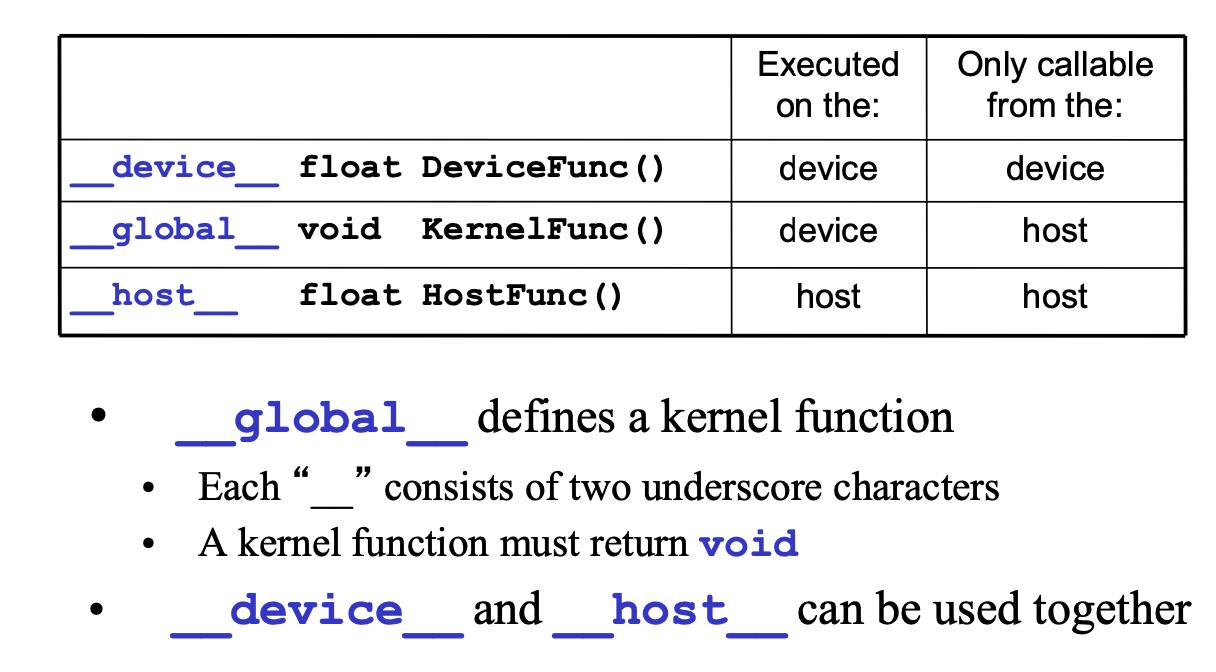 Executed on the:
Only callable from the:
__device__ float DeviceFunc() device device
__global__ void KernelFunc() device host
__host__ float HostFunc() host host
• __global__ defines a kernel function
• Each “__” consists of two underscore characters
• A kernel function must return void
• __device__ and __host__ can be used together